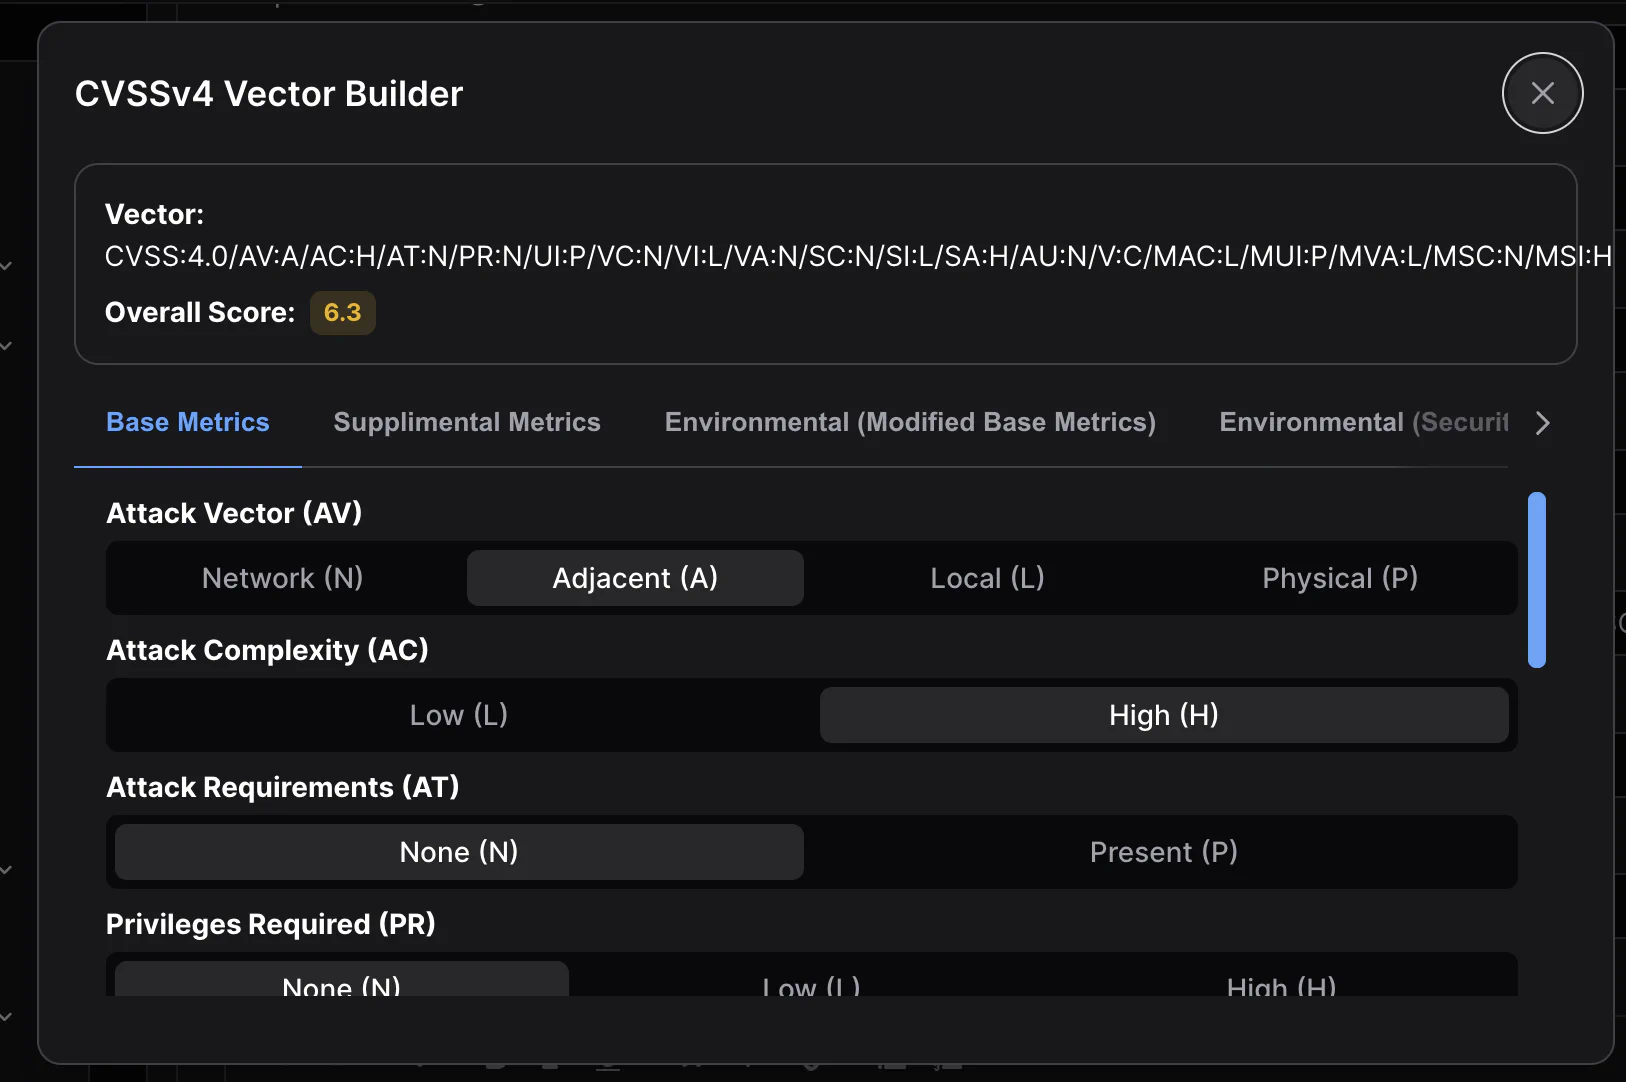 CVSSv4 Vector Builder
Vector:
CVSS:4.0/AV:A/AC:H/AT:N/PR:N/UI:P/VC:N/VI:L/VA:N/SC:N/SI:L/SA:H/AU:N/V:C/MAC:L/MUI:P/MVA:L/MSC:N/MSI:H
Overall Score: 6.3
Base Metrics Supplimental Metrics Environmental (Modified Base Metrics) Environmental (Securit
Attack Vector (AV)
Network (N) Adjacent (A) Local (L) Physical (P)
Attack Complexity (AC)
Low (L) High (H)
Attack Requirements (AT)
None (N) Present (P)
Privileges Required (PR)
None (N) Low (L) High (H)